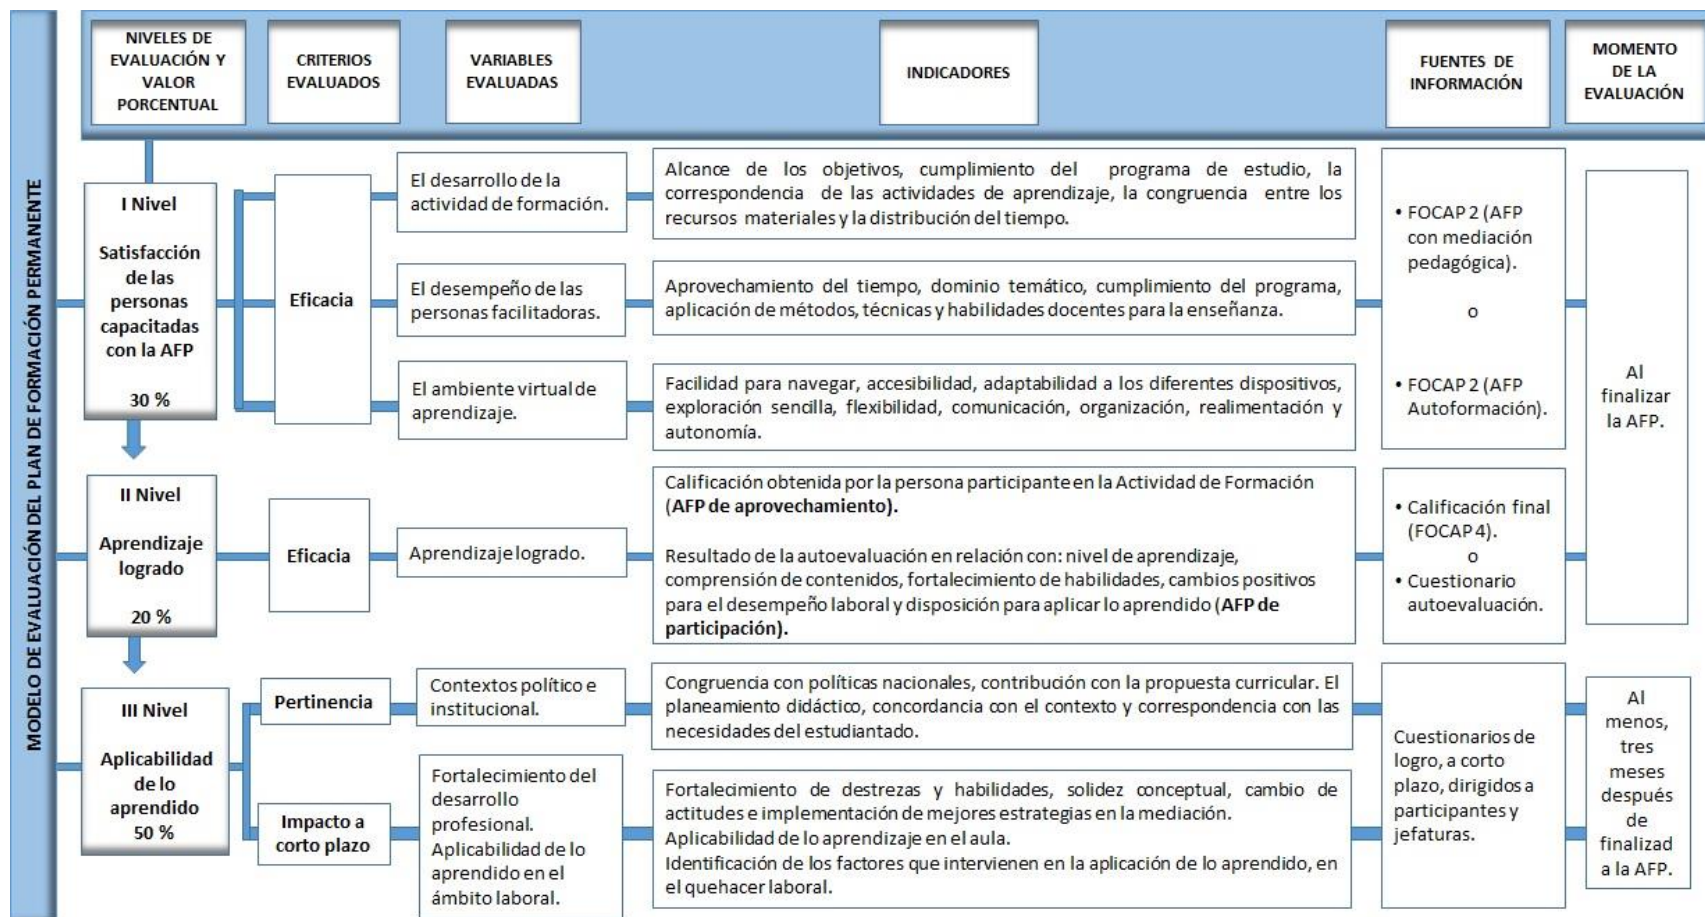 MODELO DE EVALUACIÓN DEL PLAN DE FORMACIÓN PERMANENTE
NIVELES DE
EVALUACIÓN Y
VALOR
PORCENTUAL
CRITERIOS
EVALUADOS
VARIABLES
EVALUADAS
INDICADORES
FUENTES DE
INFORMACIÓN
MOMENTO
DE LA
EVALUACIÓN
I Nivel
Satisfacción
de las
personas
capacitadas
con la AFP
30 %
Eficacia
El desarrollo de la
actividad de formación.
Alcance de los objetivos, cumplimiento del programa de estudio, la
correspondencia de las actividades de aprendizaje, la congruencia entre los
recursos materiales y la distribución del tiempo.
El desempeño de las
personas facilitadoras.
Aprovechamiento del tiempo, dominio temático, cumplimiento del programa,
aplicación de métodos, técnicas y habilidades docentes para la enseñanza.
El ambiente virtual de
aprendizaje.
Facilidad para navegar, accesibilidad, adaptabilidad a los diferentes dispositivos,
exploración sencilla, flexibilidad, comunicación, organización, realimentación y
autonomía.
• FOCAP 2 (AFP
con mediación
pedagógica).
o
• FOCAP 2 (AFP
Autoformación).
Al
finalizar
la AFP.
II Nivel
Aprendizaje
logrado
20 %
Eficacia
Aprendizaje logrado.
Calificación obtenida por la persona participante en la Actividad de Formación
(AFP de aprovechamiento).
Resultado de la autoevaluación en relación con: nivel de aprendizaje,
comprensión de contenidos, fortalecimiento de habilidades, cambios positivos
para el desempeño laboral y disposición para aplicar lo aprendido (AFP de
participación).
• Calificación final
(FOCAP 4).
o
• Cuestionario
autoevaluación.
III Nivel
Aplicabilidad
de lo
aprendido
50 %
Pertinencia
Contextos político e
institucional.
Congruencia con políticas nacionales, contribución con la propuesta curricular. El
planeamiento didáctico, concordancia con el contexto y correspondencia con las
necesidades del estudiantado.
Impacto a
corto plazo
Fortalecimiento del
desarrollo
profesional.
Aplicabilidad de lo
aprendido en el
ámbito laboral.
Fortalecimiento de destrezas y habilidades, solidez conceptual, cambio de
actitudes e implementación de mejores estrategias en la mediación.
Aplicabilidad de lo aprendizaje en el aula.
Identificación de los factores que intervienen en la aplicación de lo aprendido, en
el quehacer laboral.
Cuestionarios de
logro, a corto
plazo, dirigidos a
participantes y
jefaturas.
Al
menos,
tres
meses
después
de
finalizad
a la AFP.